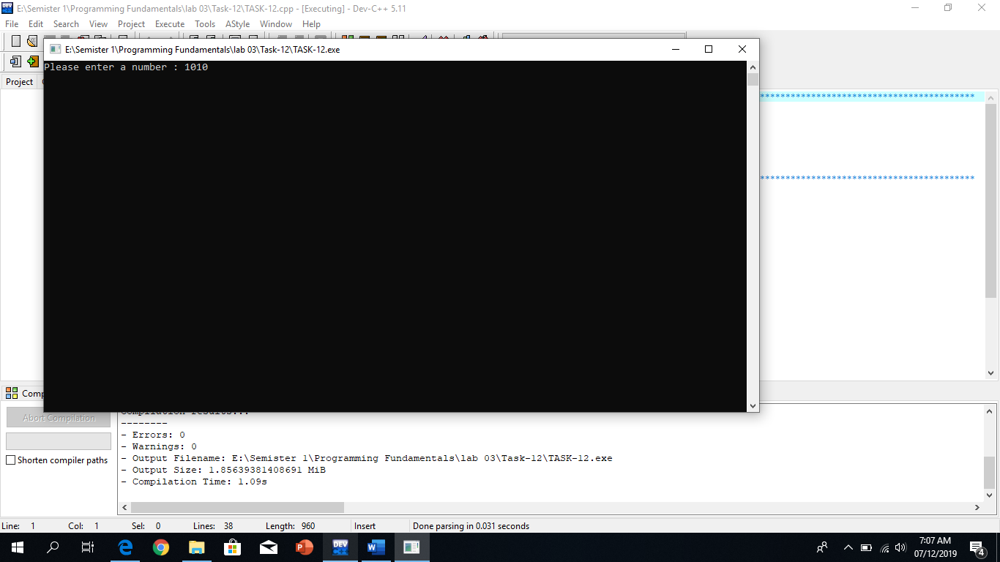 E:\Semister 1\Programming Fundamentals\lab 03\Task-12\TASK-12.cpp - [Executing] - Dev-C++ 5.11
File Edit Search View Project Execute Tools AStyle Window Help
E:\Semister 1\Programming Fundamentals\lab 03\Task-12\TASK-12.exe
Please enter a number : 1010
Project
******************************************
******************************************
Abort Compilation
Shorten compiler paths
Compilation results...
--------
- Errors: 0
- Warnings: 0
- Output Filename: E:\Semister 1\Programming Fundamentals\lab 03\Task-12\TASK-12.exe
- Output Size: 1.85639381408691 MiB
- Compilation Time: 1.09s
Line: 1 Col: 1 Sel: 0 Lines: 38 Length: 960 Insert Done parsing in 0.031 seconds
DEV
7:07 AM
07/12/2019
4